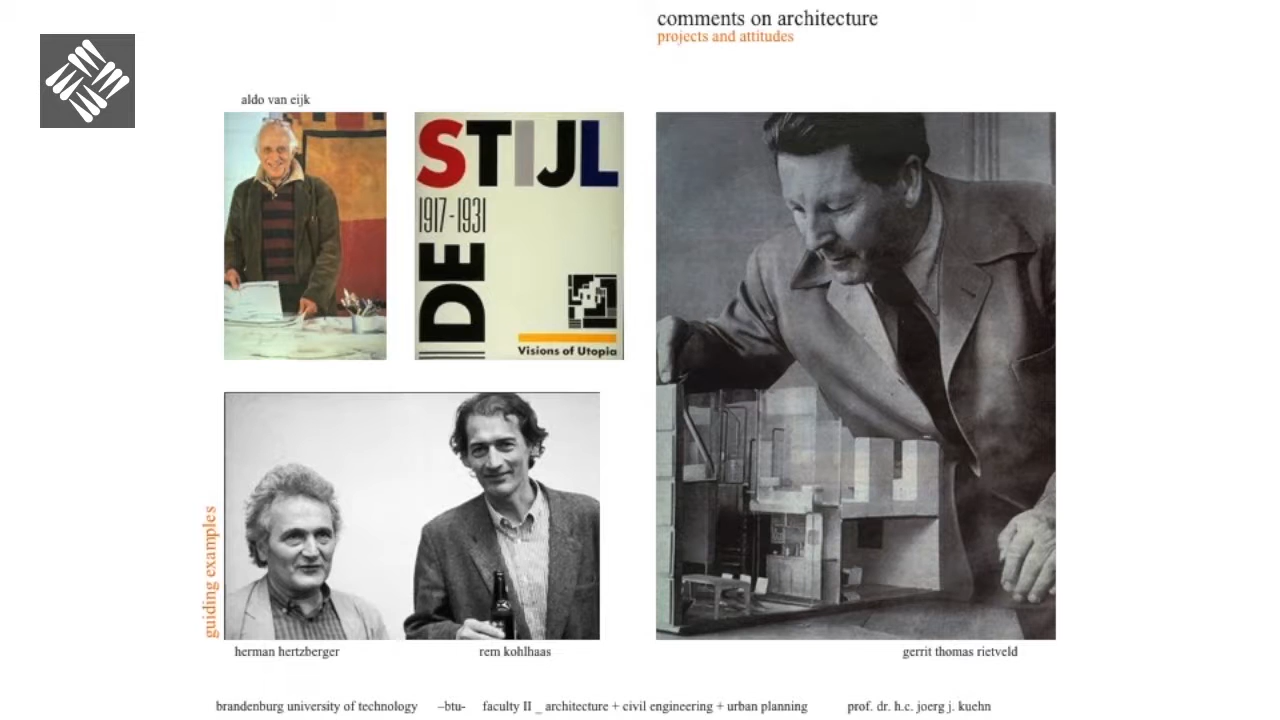 comments on architecture
projects and attitudes
aldo van eijk
STIJL
1917-1931
DE
Visions of Utopia
guiding examples
herman hertzberger
rem kohlhaas
gerrit thomas rietveld
brandenburg university of technology –btu- faculty II _ architecture + civil engineering + urban planning prof. dr. h.c. joerg j. kuehn